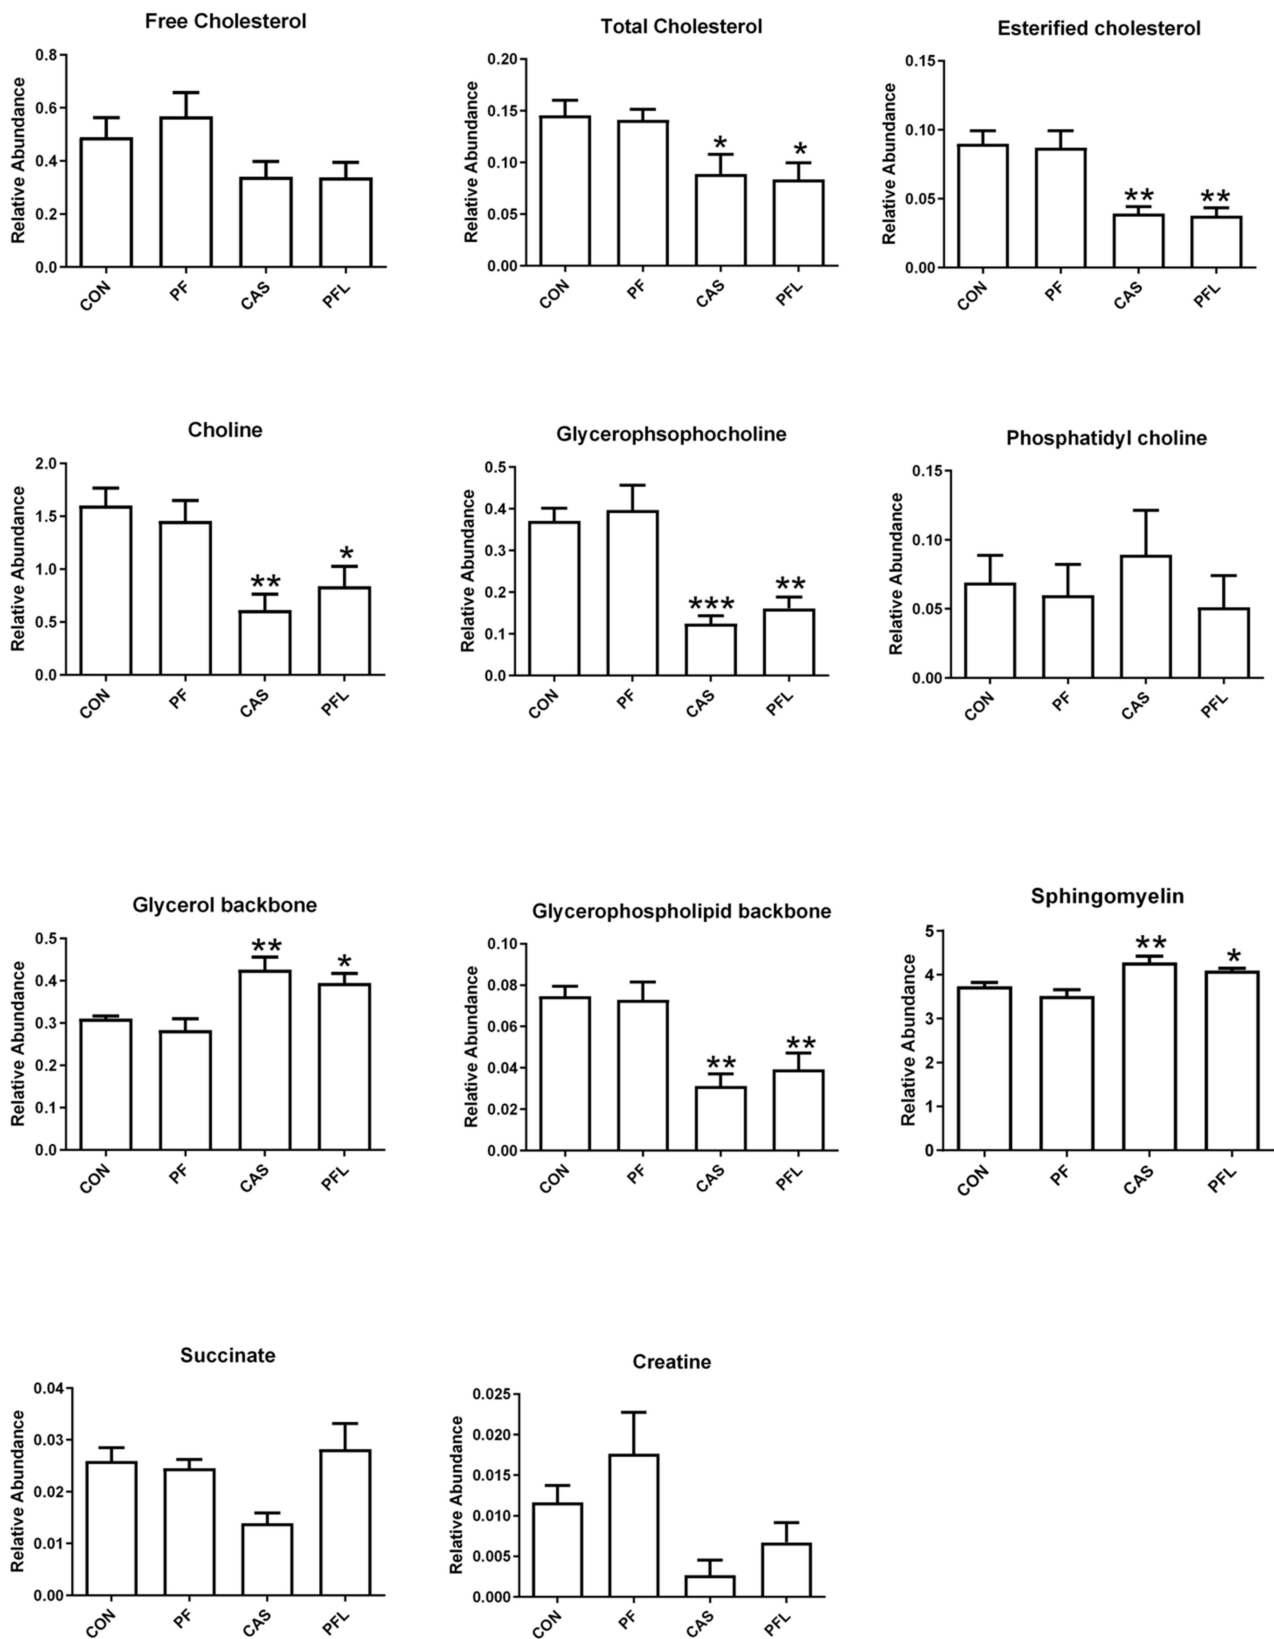 Free Cholesterol
Relative Abundance
0.8
0.6
0.4
0.2
0.0
CON PF CAS PFL
Total Cholesterol
Relative Abundance
0.20
0.15
0.10
0.05
0.00
* *
CON PF CAS PFL
Esterified cholesterol
Relative Abundance
0.15
0.10
0.05
0.00
** **
CON PF CAS PFL
Choline
Relative Abundance
2.0
1.5
1.0
0.5
0.0
** *
CON PF CAS PFL
Glycerophsophocholine
Relative Abundance
0.5
0.4
0.3
0.2
0.1
0.0
*** **
CON PF CAS PFL
Phosphatidyl choline
Relative Abundance
0.15
0.10
0.05
0.00
CON PF CAS PFL
Glycerol backbone
Relative Abundance
0.5
0.4
0.3
0.2
0.1
0.0
** *
CON PF CAS PFL
Glycerophospholipid backbone
Relative Abundance
0.10
0.08
0.06
0.04
0.02
0.00
** **
CON PF CAS PFL
Sphingomyelin
Relative Abundance
5
4
3
2
1
0
** *
CON PF CAS PFL
Succinate
Relative Abundance
0.04
0.03
0.02
0.01
0.00
CON PF CAS PFL
Creatine
Relative Abundance
0.025
0.020
0.015
0.010
0.005
0.000
CON PF CAS PFL